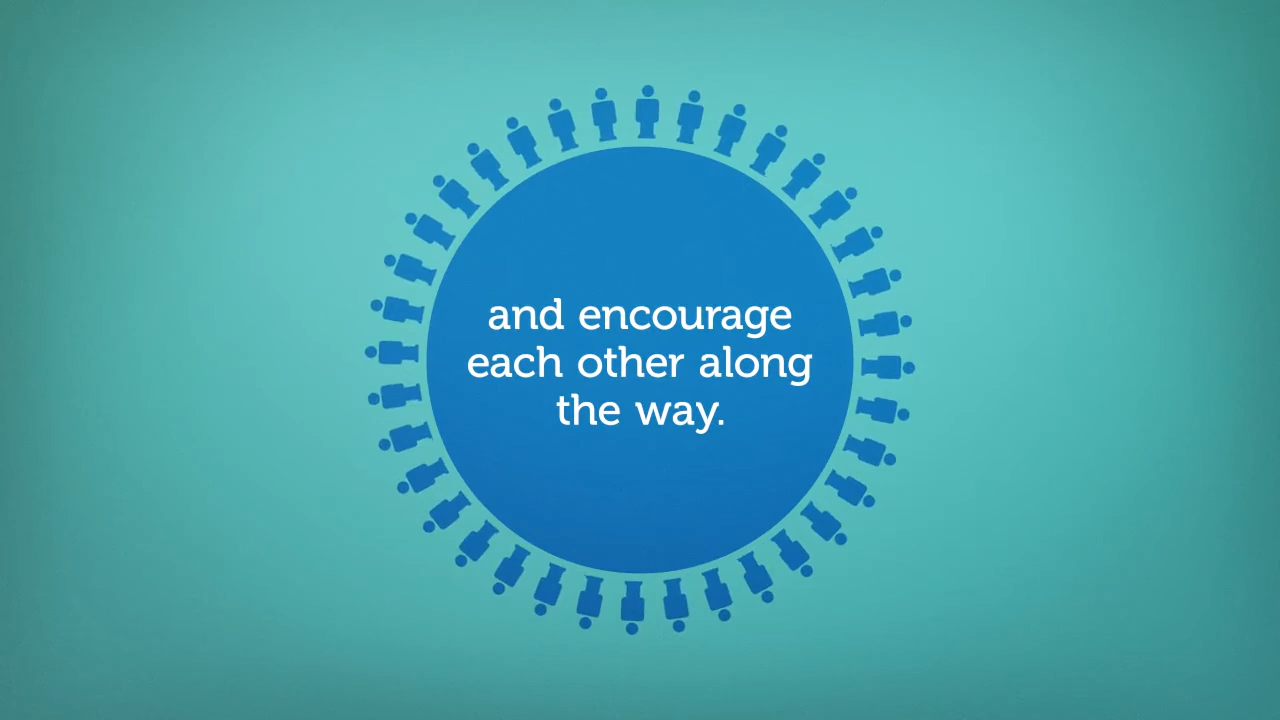 and encourage
each other along
the way.